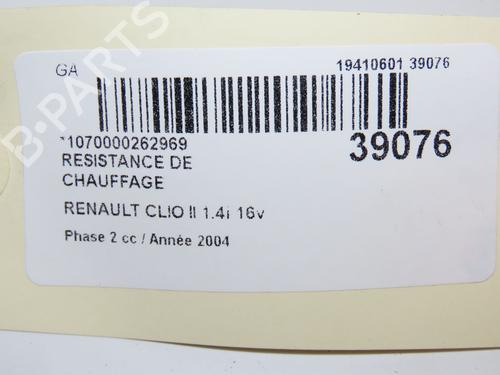 GA 19410601 39076
*1070000262969 39076
RESISTANCE DE
CHAUFFAGE
RENAULT CLIO II 1.4i 16v
Phase 2 cc / Année 2004
B-PARTS